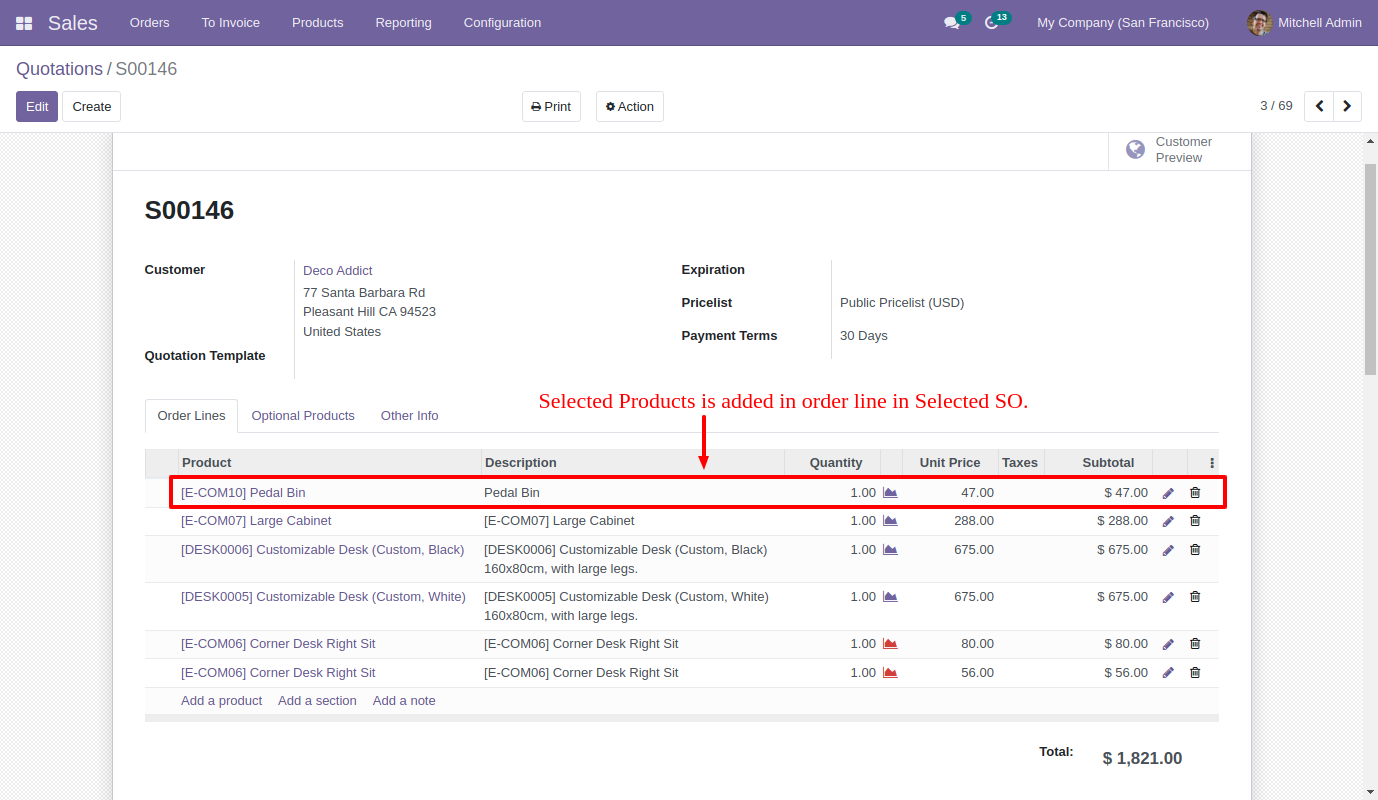 Sales Orders To Invoice Products Reporting Configuration 5 13 My Company (San Francisco) Mitchell Admin
Quotations / S00146
Edit Create Print Action 3 / 69
Customer
Preview
S00146
Customer Deco Addict Expiration
77 Santa Barbara Rd
Pleasant Hill CA 94523 Pricelist Public Pricelist (USD)
United States Payment Terms 30 Days
Quotation Template
Selected Products is added in order line in Selected SO.
Order Lines Optional Products Other Info
Product Description Quantity Unit Price Taxes Subtotal
[E-COM10] Pedal Bin Pedal Bin 1.00 47.00 $ 47.00
[E-COM07] Large Cabinet [E-COM07] Large Cabinet 1.00 288.00 $ 288.00
[DESK0006] Customizable Desk (Custom, Black) [DESK0006] Customizable Desk (Custom, Black) 1.00 675.00 $ 675.00
160x80cm, with large legs.
[DESK0005] Customizable Desk (Custom, White) [DESK0005] Customizable Desk (Custom, White) 1.00 675.00 $ 675.00
160x80cm, with large legs.
[E-COM06] Corner Desk Right Sit [E-COM06] Corner Desk Right Sit 1.00 80.00 $ 80.00
[E-COM06] Corner Desk Right Sit [E-COM06] Corner Desk Right Sit 1.00 56.00 $ 56.00
Add a product Add a section Add a note
Total: $ 1,821.00